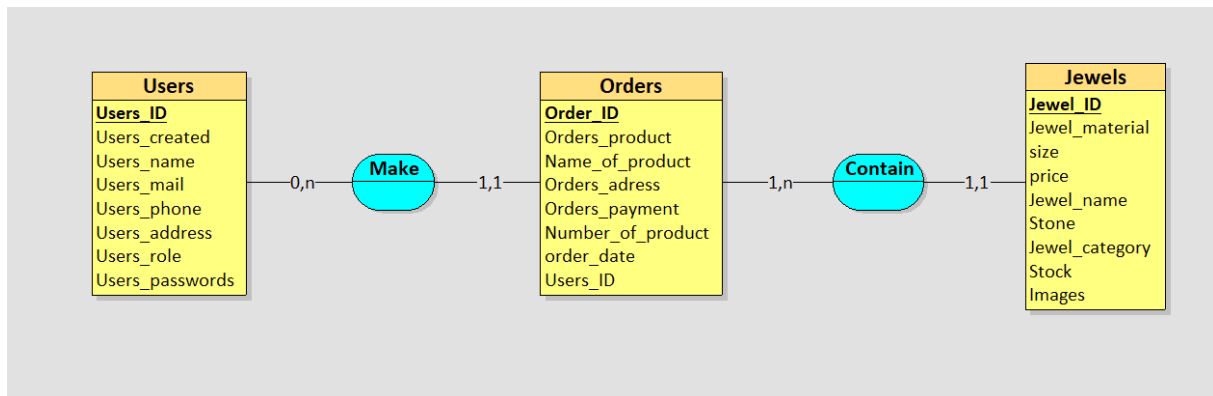 Users
Users_ID
Users_created
Users_name
Users_mail
Users_phone
Users_address
Users_role
Users_passwords
0,n
Make
1,1
Orders
Order_ID
Orders_product
Name_of_product
Orders_adress
Orders_payment
Number_of_product
order_date
Users_ID
1,n
Contain
1,1
Jewels
Jewel_ID
Jewel_material
size
price
Jewel_name
Stone
Jewel_category
Stock
Images